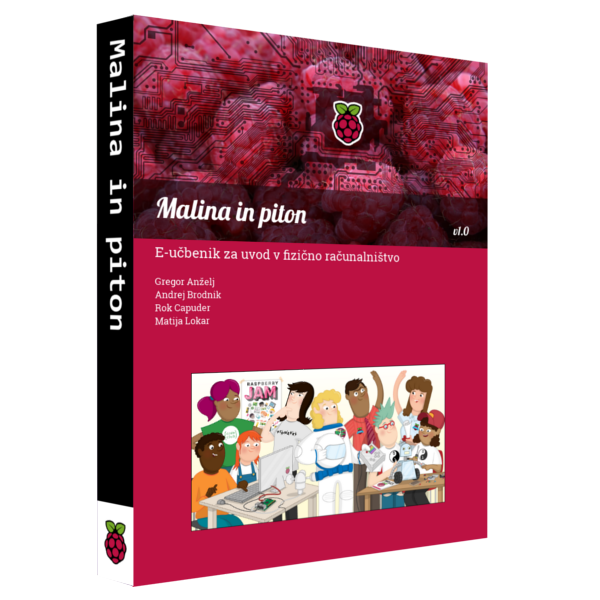 Malina in piton
Malina in piton
v1.0
E-učbenik za uvod v fizično računalništvo
Gregor Anželj
Andrej Brodnik
Rok Capuder
Matija Lokar
RASPBERRY
JAM